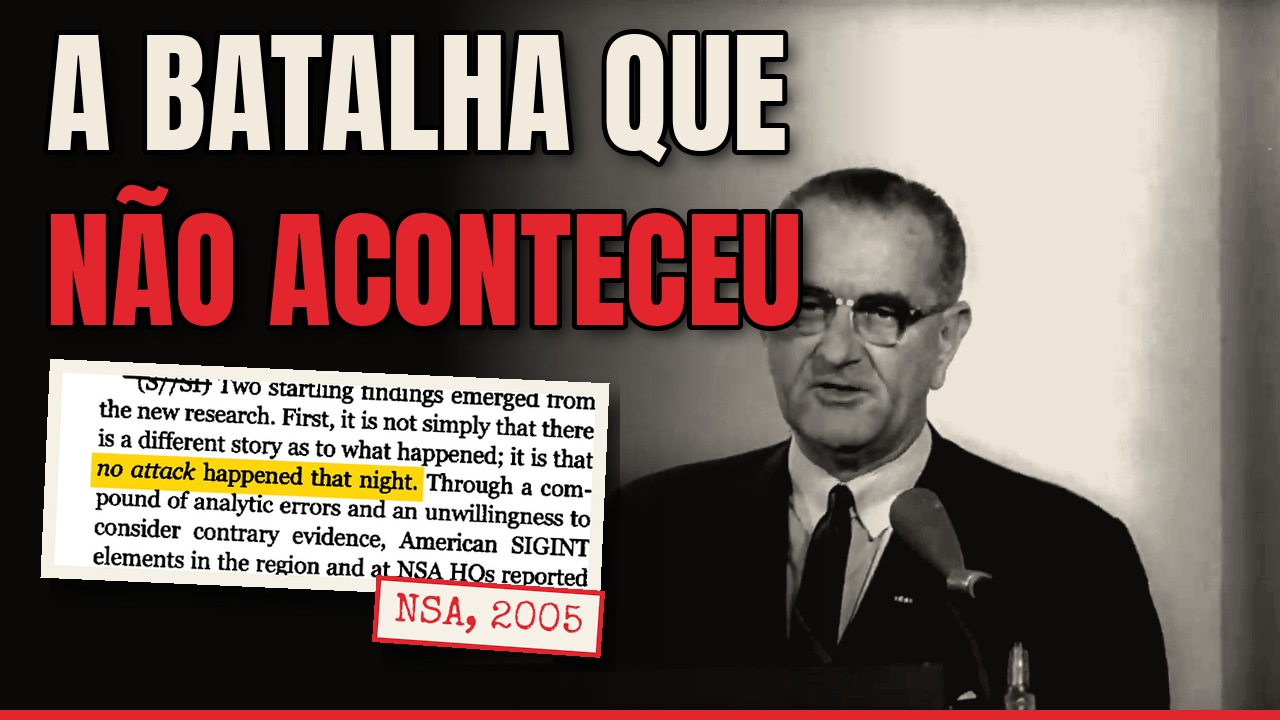 A BATALHA QUE
NÃO ACONTECEU
(S//SI) Two startling findings emerged from
the new research. First, it is not simply that there
is a different story as to what happened; it is that
no attack happened that night. Through a com-
pound of analytic errors and an unwillingness to
consider contrary evidence, American SIGINT
elements in the region and at NSA HQs reported
NSA, 2005